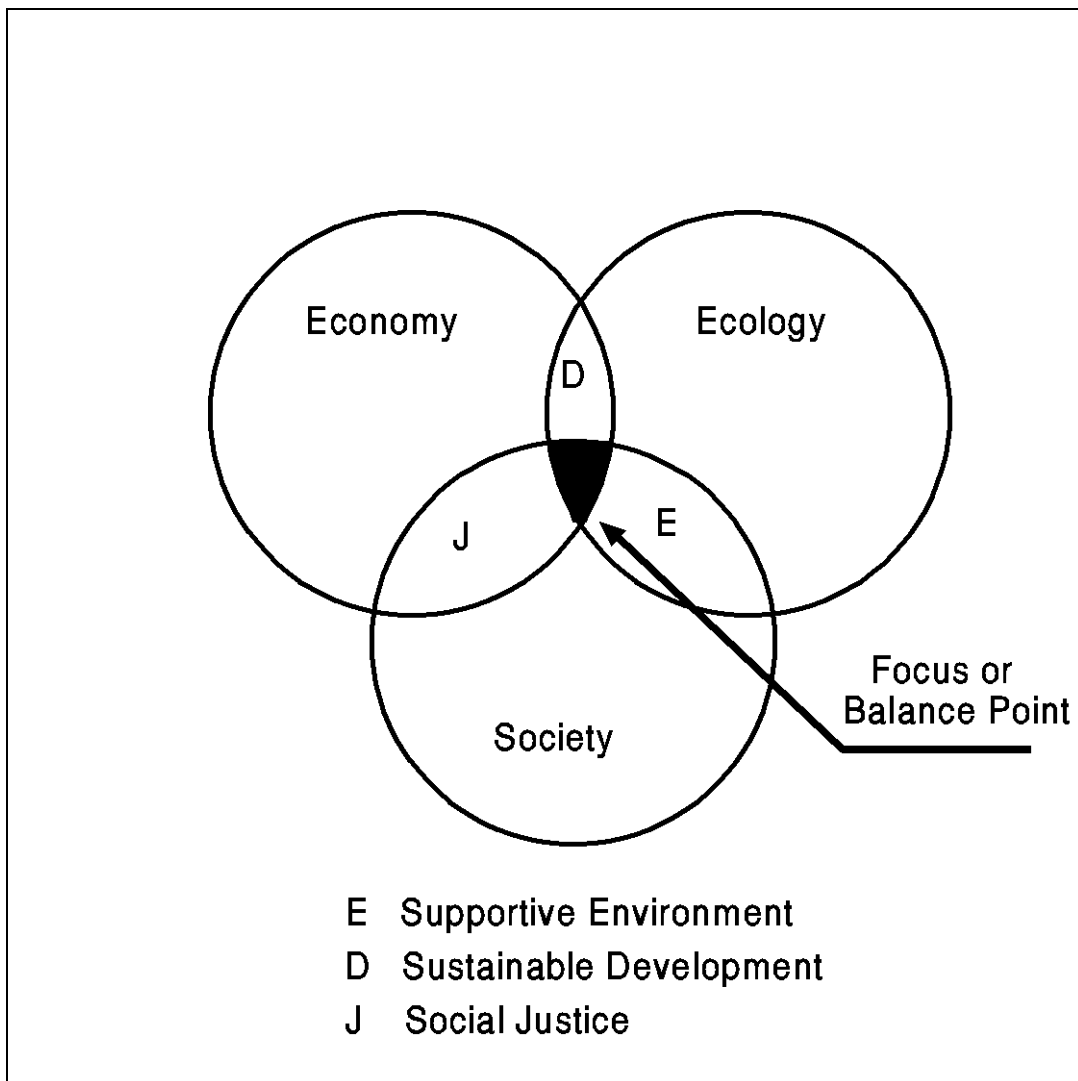 Economy
Ecology
D
J
E
Focus or
Balance Point
Society
E Supportive Environment
D Sustainable Development
J Social Justice